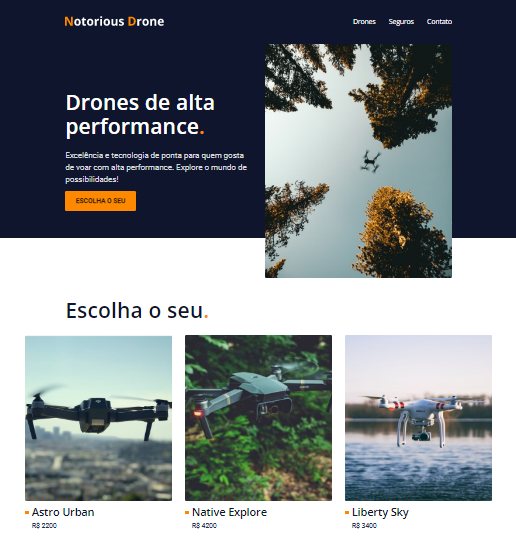 Notorious Drone
Drones Seguros Contato
Drones de alta
performance.
Excelência e tecnologia de ponta para quem gosta
de voar com alta performance. Explore o mundo de
possibilidades!
ESCOLHA O SEU
Escolha o seu.
Astro Urban
R$ 2200
Native Explore
R$ 4200
Liberty Sky
R$ 3400